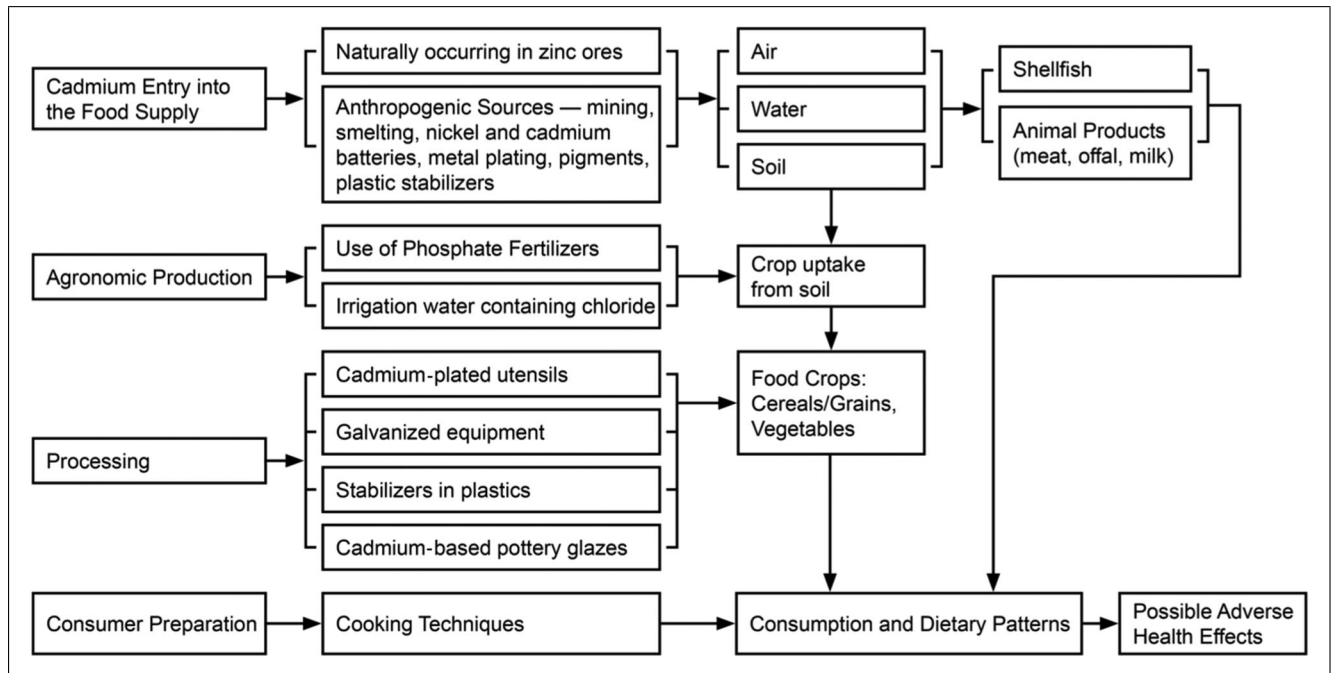 Cadmium Entry into
the Food Supply
Naturally occurring in zinc ores
Anthropogenic Sources — mining,
smelting, nickel and cadmium
batteries, metal plating, pigments,
plastic stabilizers
Air
Water
Soil
Shellfish
Animal Products
(meat, offal, milk)
Agronomic Production
Use of Phosphate Fertilizers
Irrigation water containing chloride
Crop uptake
from soil
Processing
Cadmium-plated utensils
Galvanized equipment
Stabilizers in plastics
Cadmium-based pottery glazes
Food Crops:
Cereals/Grains,
Vegetables
Consumer Preparation
Cooking Techniques
Consumption and Dietary Patterns
Possible Adverse
Health Effects